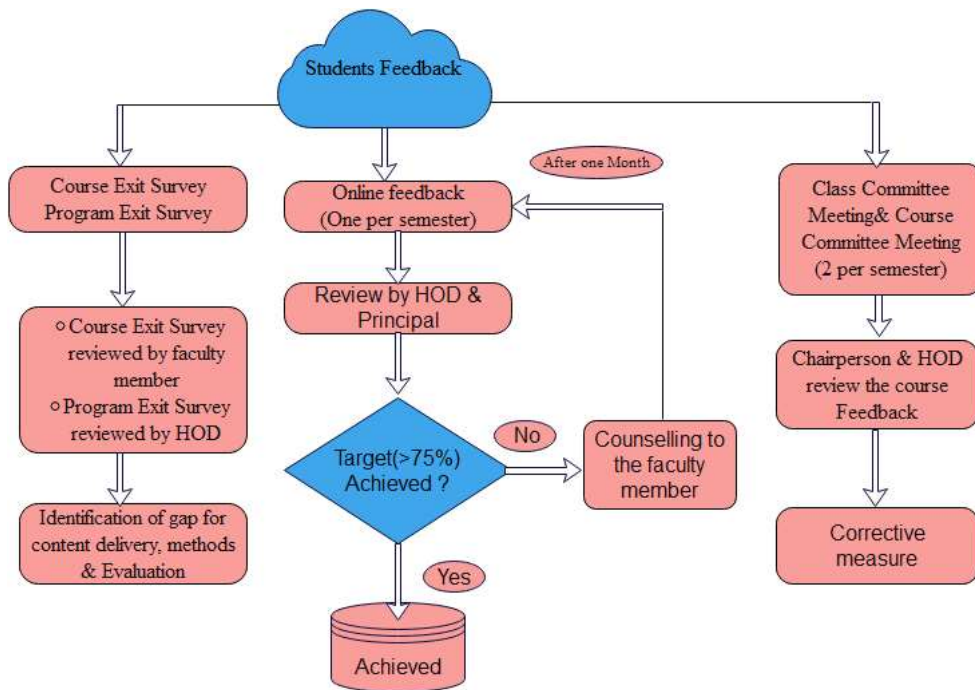 Students Feedback
Course Exit Survey
Program Exit Survey
Course Exit Survey
reviewed by faculty
member
Program Exit Survey
reviewed by HOD
Identification of gap for
content delivery, methods
& Evaluation
After one Month
Online feedback
(One per semester)
Review by HOD &
Principal
Target(>75%)
Achieved ?
No
Counselling to
the faculty
member
Yes
Achieved
Class Committee
Meeting& Course
Committee Meeting
(2 per semester)
Chairperson & HOD
review the course
Feedback
Corrective
measure